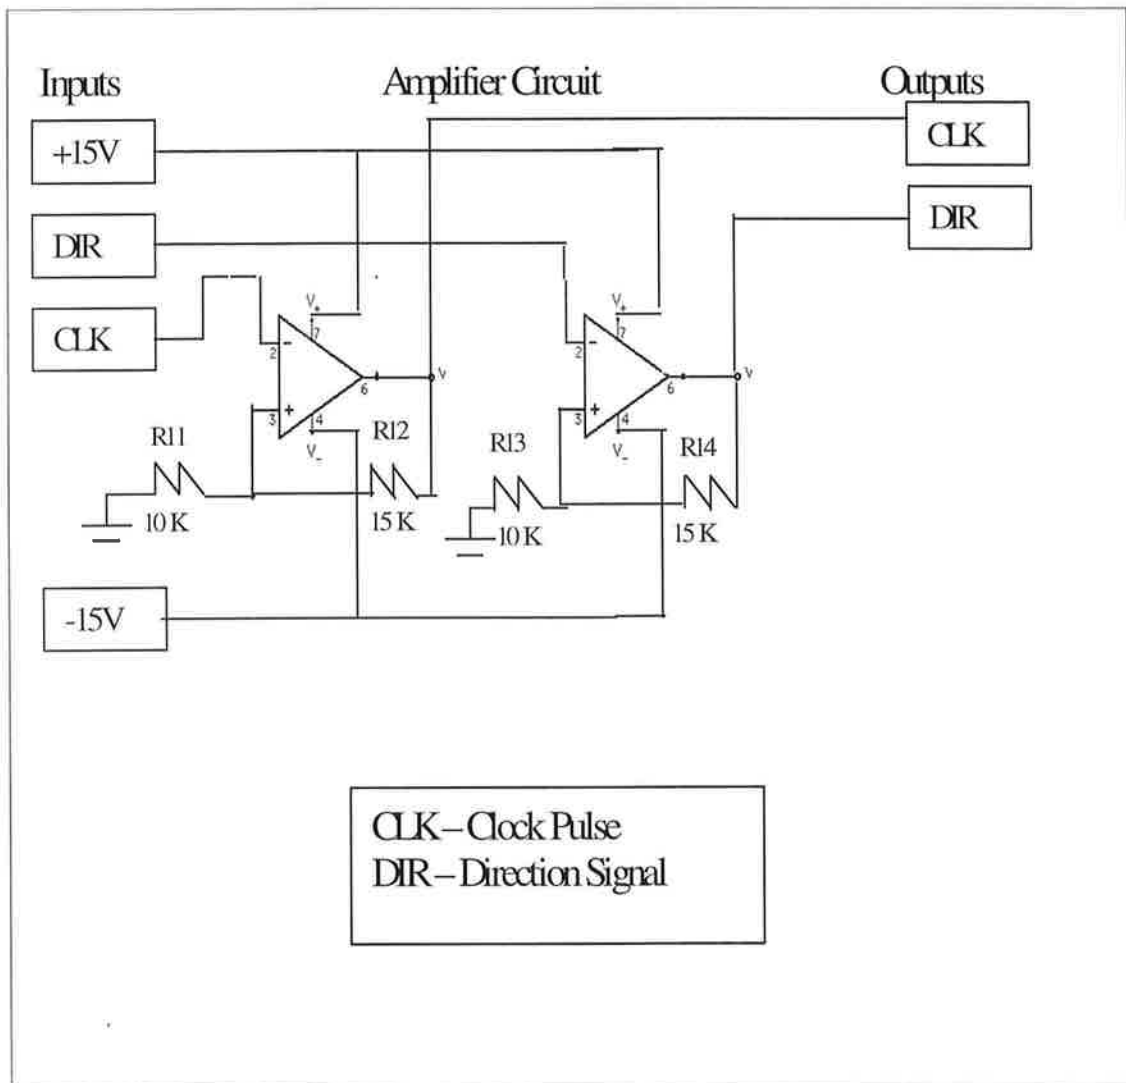 Inputs
Amplifier Circuit
Outputs
+15V
CLK
DIR
DIR
CLK
V+
7
2
-
6
V
3
+
4
V-
R11
10 K
R12
15 K
V+
7
2
-
6
V
3
+
4
V-
R13
10 K
R14
15 K
-15V
CLK – Clock Pulse
DIR – Direction Signal